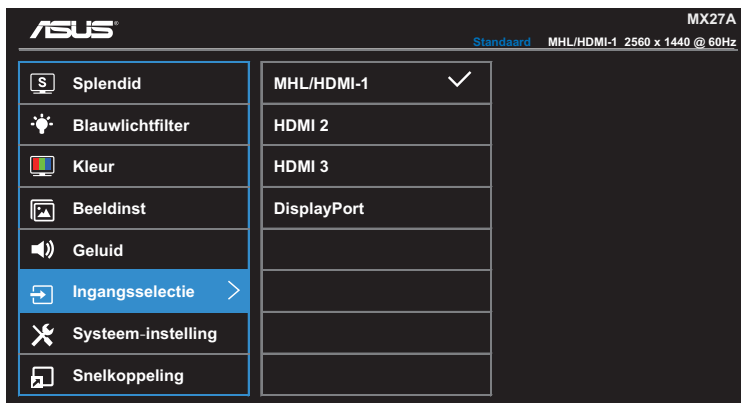 ASUS
MX27A
Standaard MHL/HDMI-1 2560 x 1440 @ 60Hz
S Splendid
Blauwlichtfilter
Kleur
Beeldinst
Geluid
Ingangsselectie
Systeem-instelling
Snelkoppeling
MHL/HDMI-1
HDMI 2
HDMI 3
DisplayPort